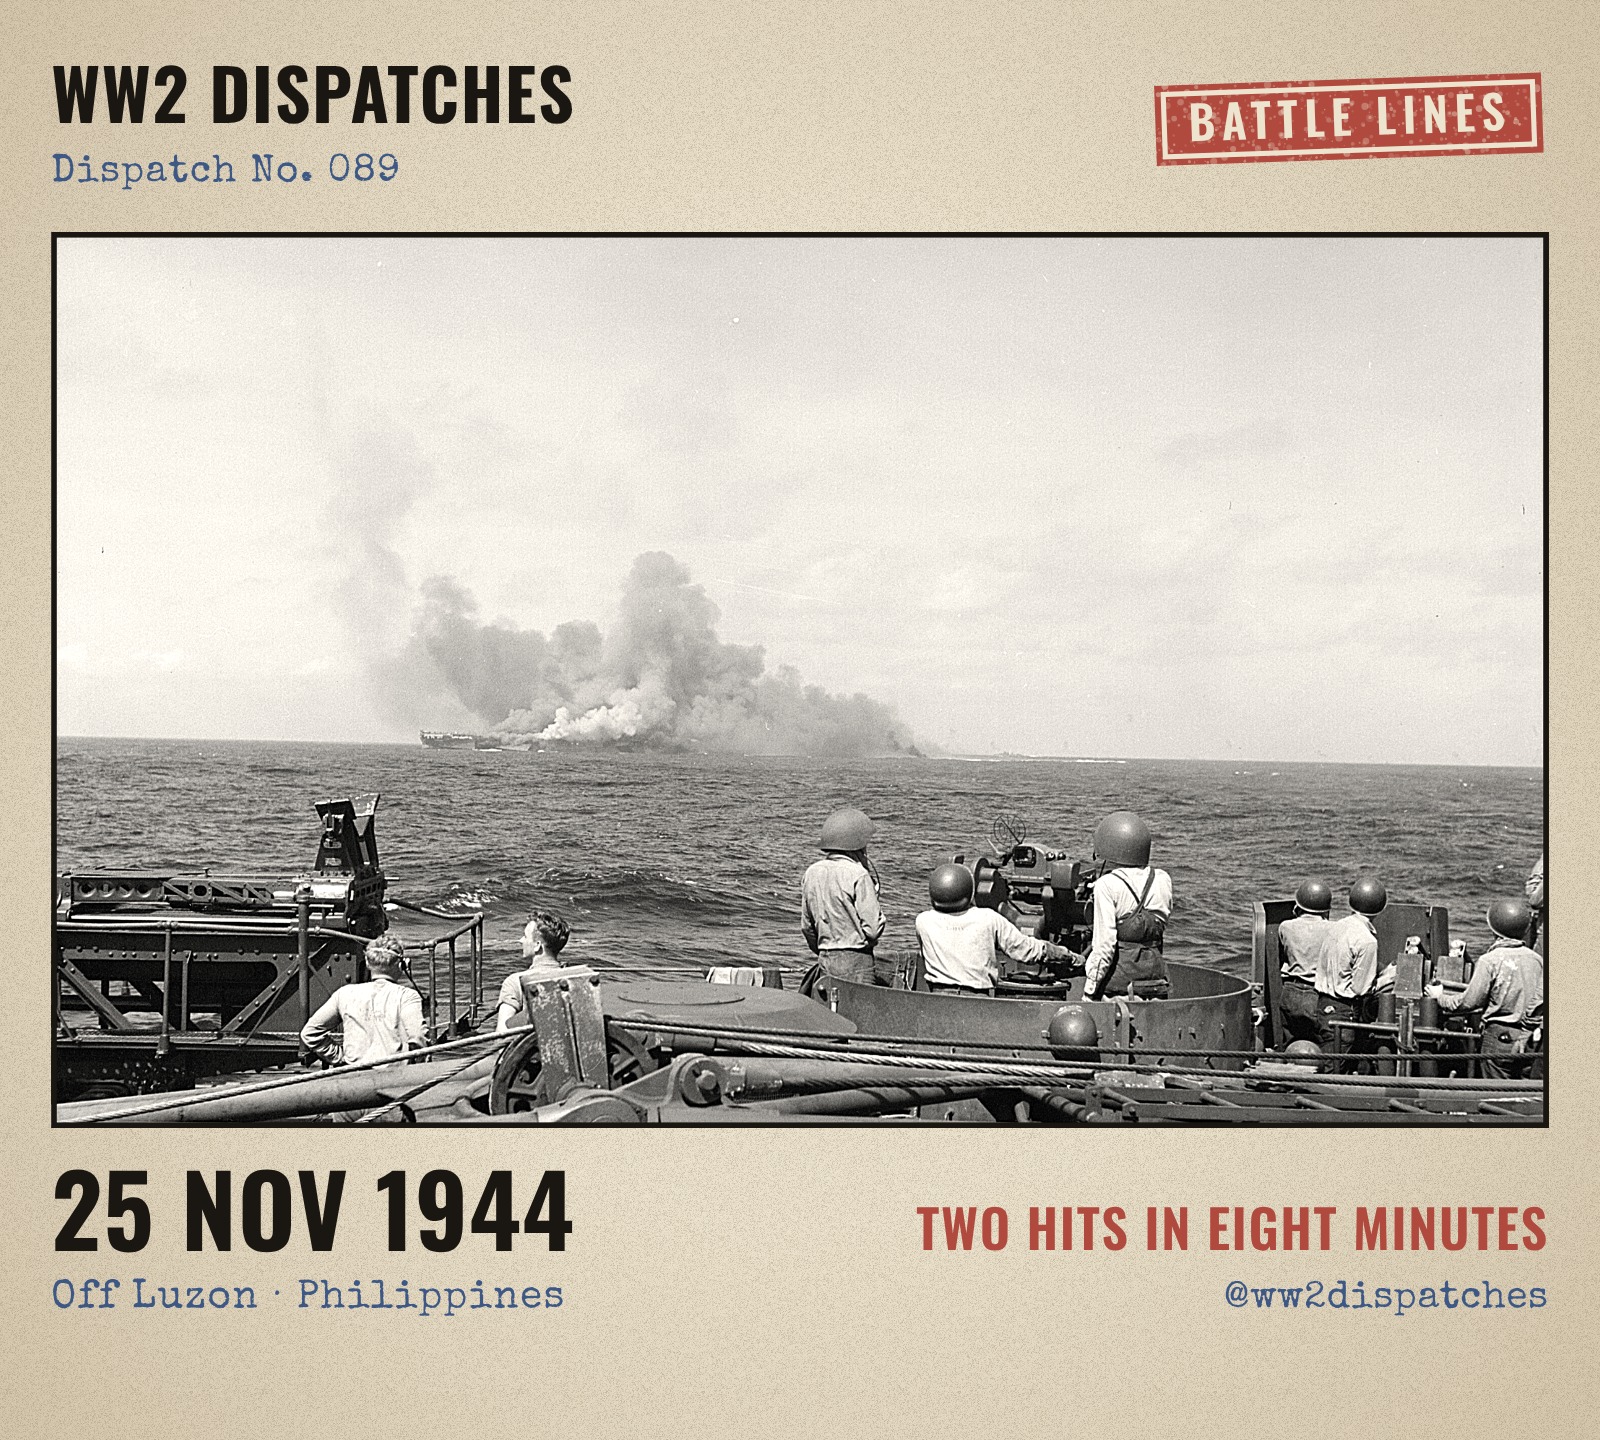 WW2 DISPATCHES
Dispatch No. 089
BATTLE LINES
25 NOV 1944
Off Luzon · Philippines
TWO HITS IN EIGHT MINUTES
@ww2dispatches